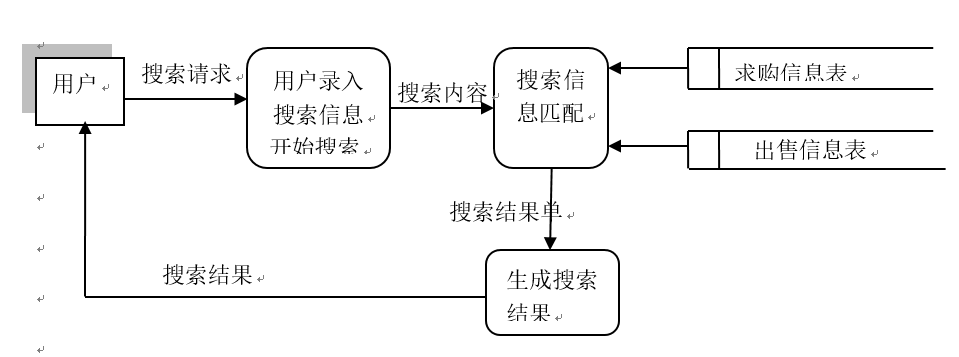 用户
搜索请求
用户录入
搜索信息
开始搜索
搜索内容
搜索信
息匹配
求购信息表
出售信息表
搜索结果单
生成搜索
结果
搜索结果